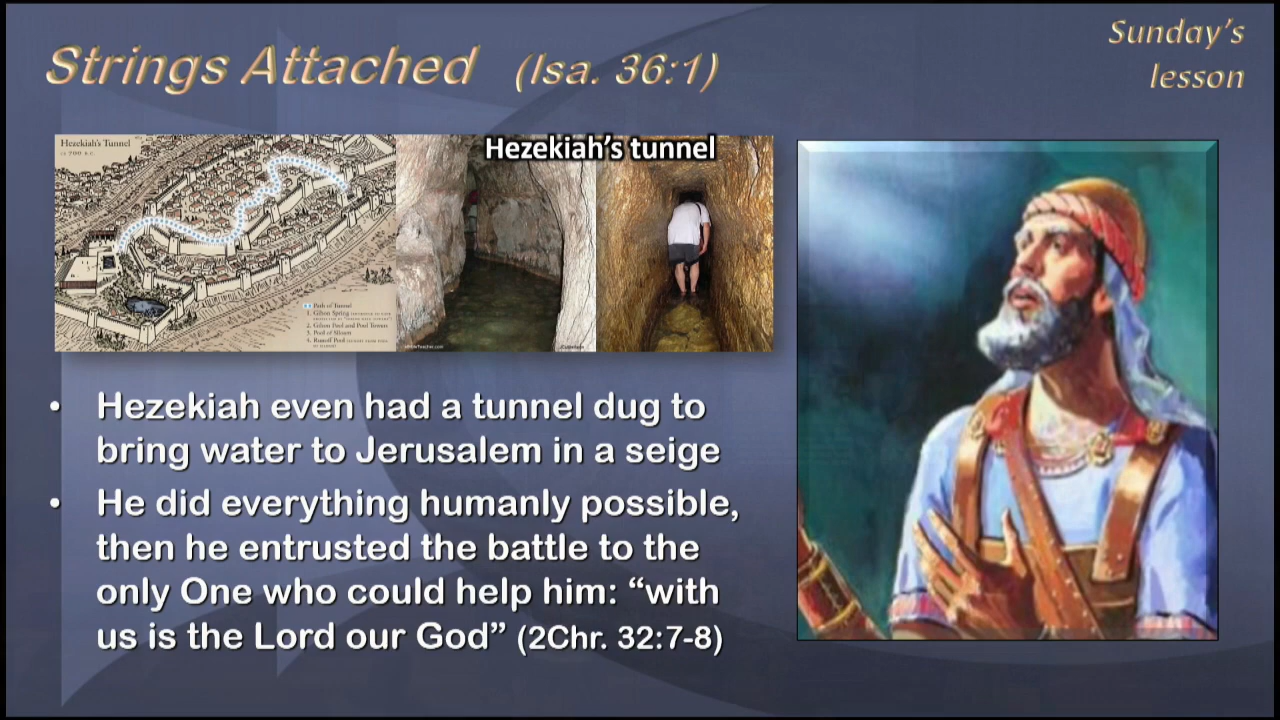 Strings Attached (Isa. 36:1)
Sunday's
lesson
Hezekiah's Tunnel
Hezekiah's tunnel
Path of Tunnel
1. Gihon Spring
2. Gihon Pool and Pool Towers
3. Pool of Siloam
4. Runoff Pool
• Hezekiah even had a tunnel dug to
bring water to Jerusalem in a seige
• He did everything humanly possible,
then he entrusted the battle to the
only One who could help him: “with
us is the Lord our God” (2Chr. 32:7-8)